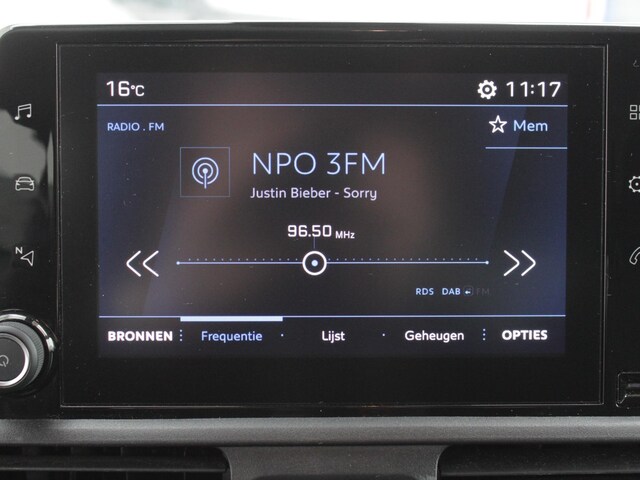 16°C 11:17
RADIO . FM Mem
NPO 3FM
Justin Bieber - Sorry
96.50 MHz
RDS DAB FM
BRONNEN Frequentie Lijst Geheugen OPTIES
N